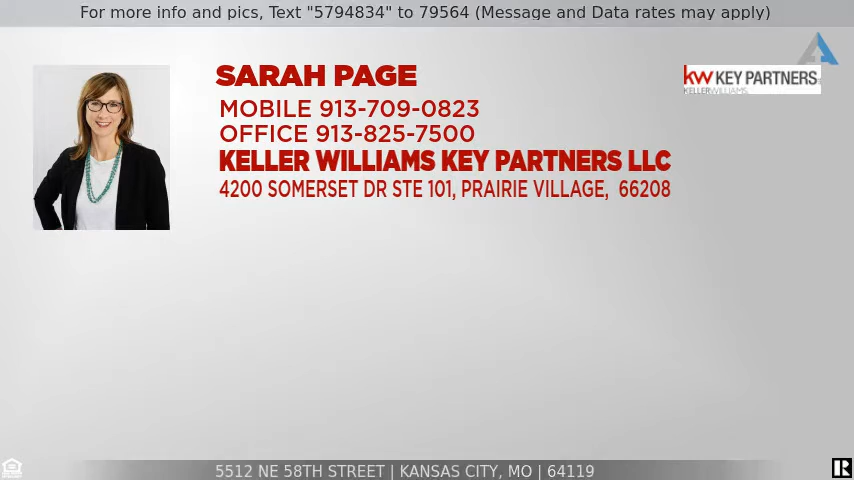 For more info and pics, Text "5794834" to 79564 (Message and Data rates may apply)
SARAH PAGE
MOBILE 913-709-0823
OFFICE 913-825-7500
KELLER WILLIAMS KEY PARTNERS LLC
4200 SOMERSET DR STE 101, PRAIRIE VILLAGE, 66208
kw KEY PARTNERS
KELLERWILLIAMS.
5512 NE 58TH STREET | KANSAS CITY, MO | 64119